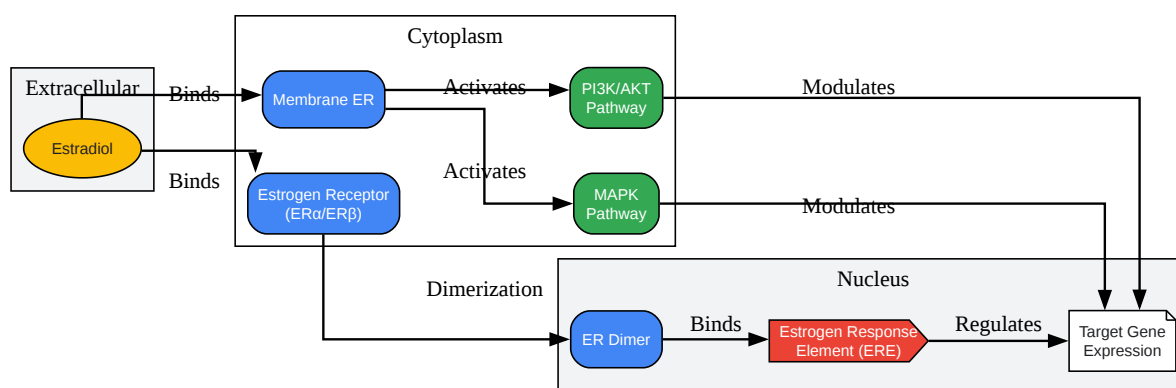 Cytoplasm
Extracellular
Binds
Membrane ER
Activates
PI3K/AKT
Pathway
Modulates
Estradiol
Binds
Estrogen Receptor
(ERα/ERβ)
Activates
MAPK
Pathway
Modulates
Nucleus
Dimerization
ER Dimer
Binds
Estrogen Response
Element (ERE)
Regulates
Target Gene
Expression